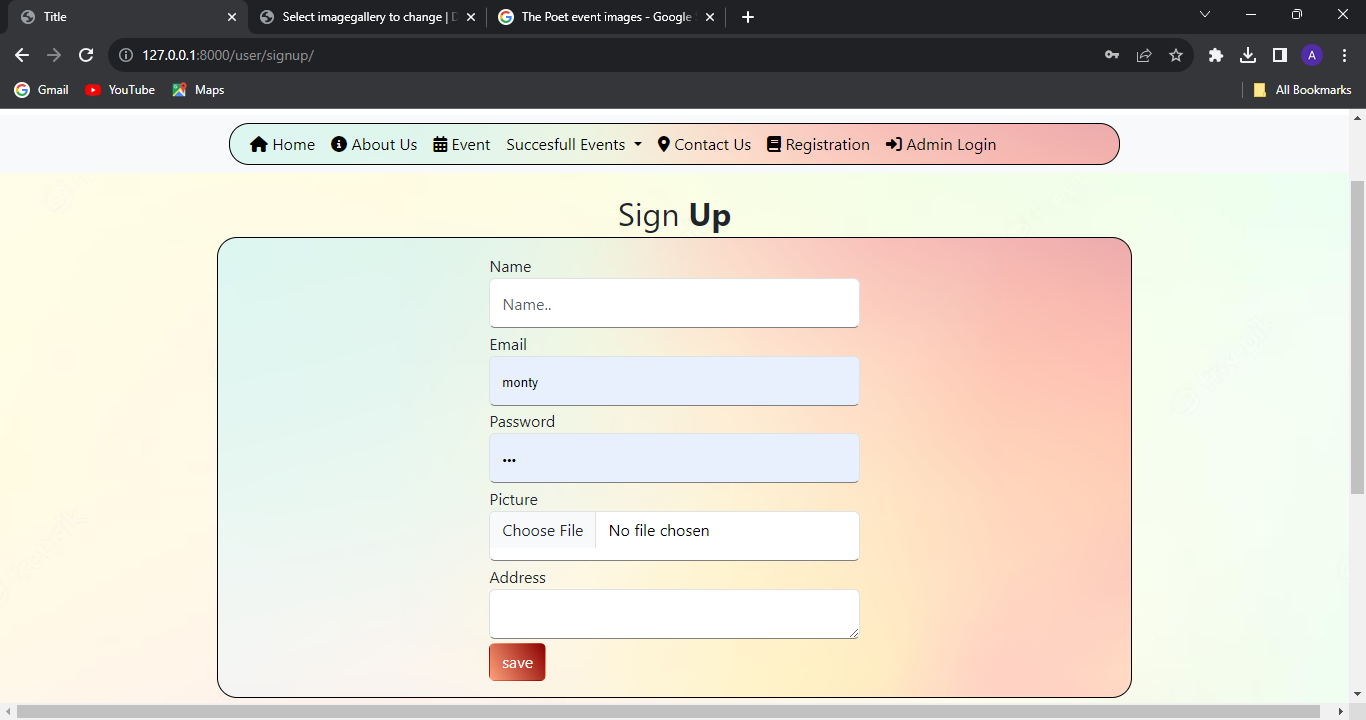 Title
Select imagegallery to change | D
The Poet event images - Google
127.0.0.1:8000/user/signup/
A
Gmail
YouTube
Maps
All Bookmarks
Home
About Us
Event
Succesfull Events
Contact Us
Registration
Admin Login
Sign Up
Name
Name..
Email
monty
Password
•••
Picture
Choose File
No file chosen
Address
save